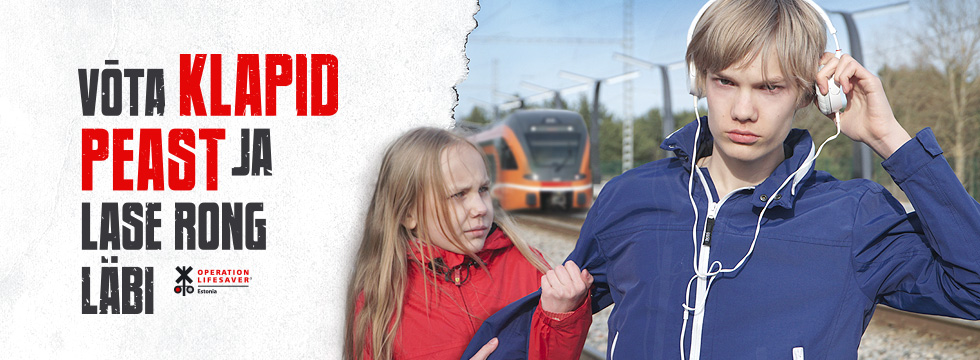 VÕTA KLAPID
PEAST JA
LASE RONG
LÄBI
OPERATION
LIFESAVER
Estonia